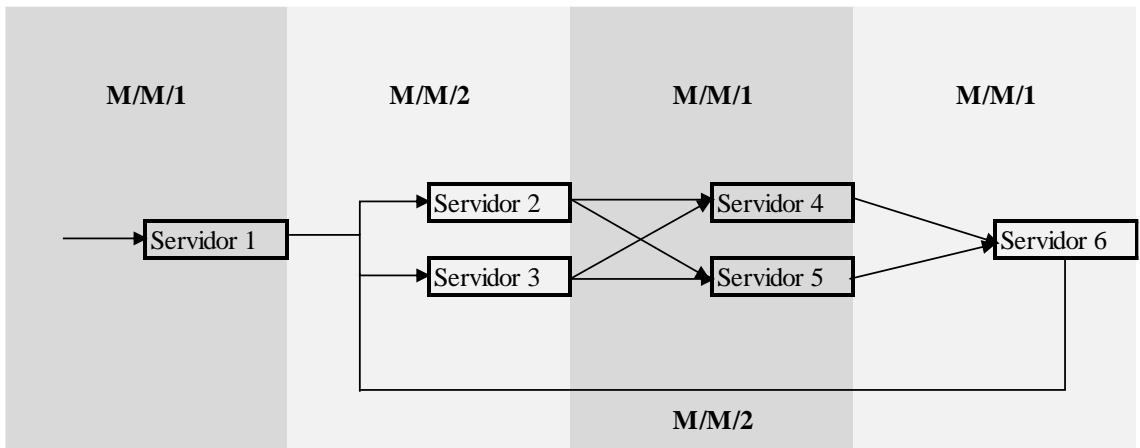 M/M/1
M/M/2
M/M/1
M/M/1
Servidor 2
Servidor 4
Servidor 1
Servidor 6
Servidor 3
Servidor 5
M/M/2